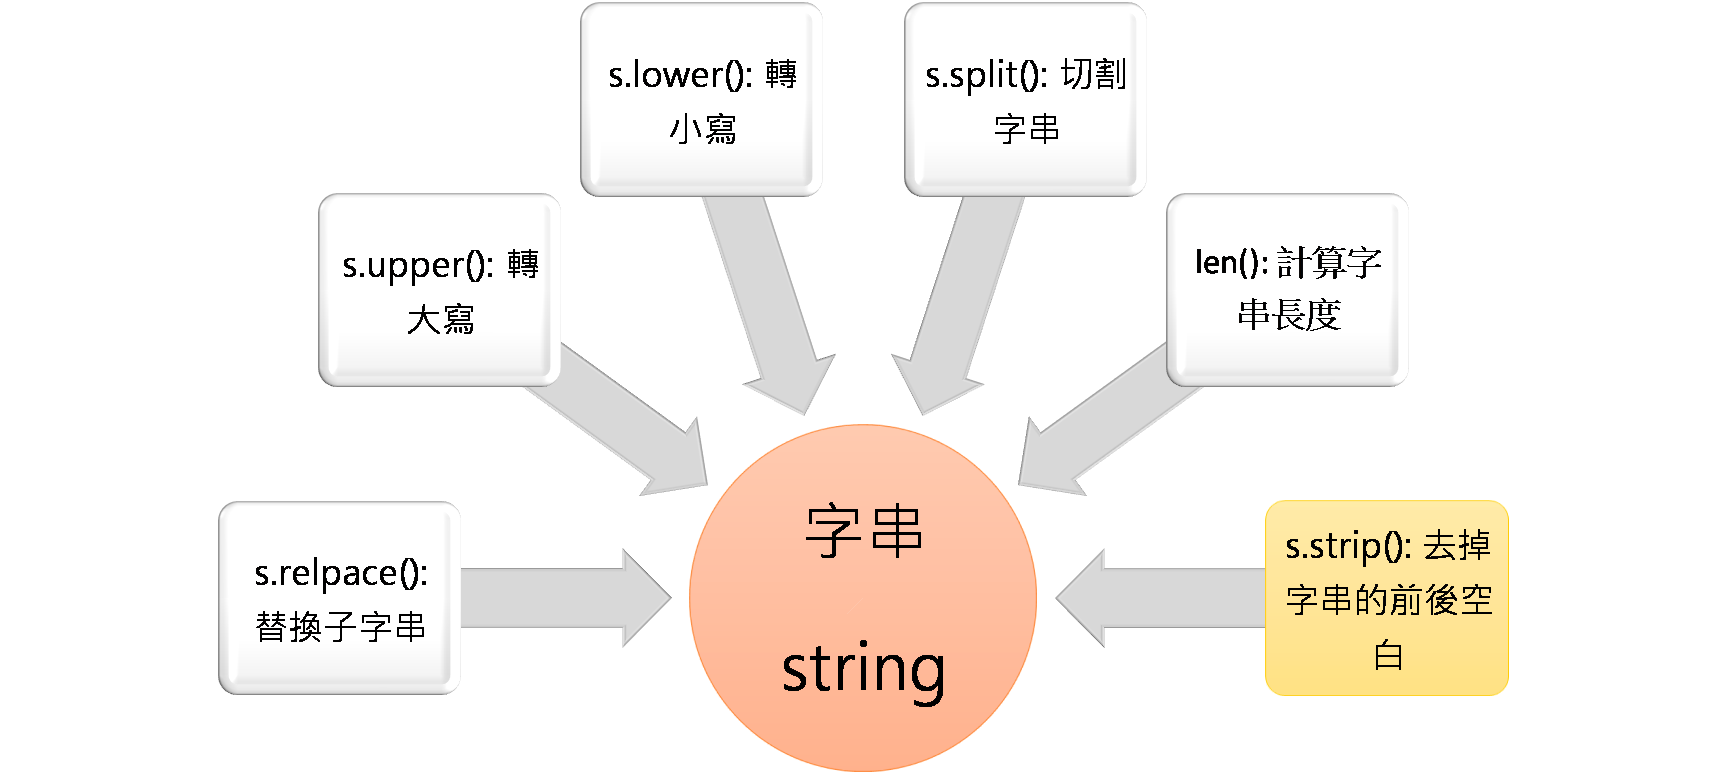 s.lower(): 轉
小寫
s.split(): 切割
字串
s.upper(): 轉
大寫
len(): 計算字
串長度
s.relpace():
替換子字串
字串
string
s.strip(): 去掉
字串的前後空
白